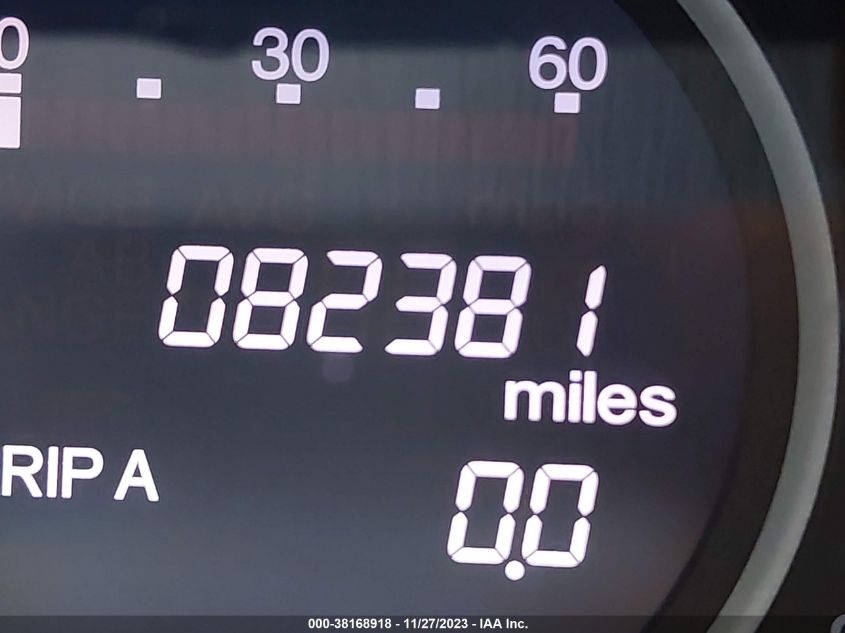 0 30 60
082381
miles
RIP A 0.0
000-38168918 - 11/27/2023 - IAA Inc.